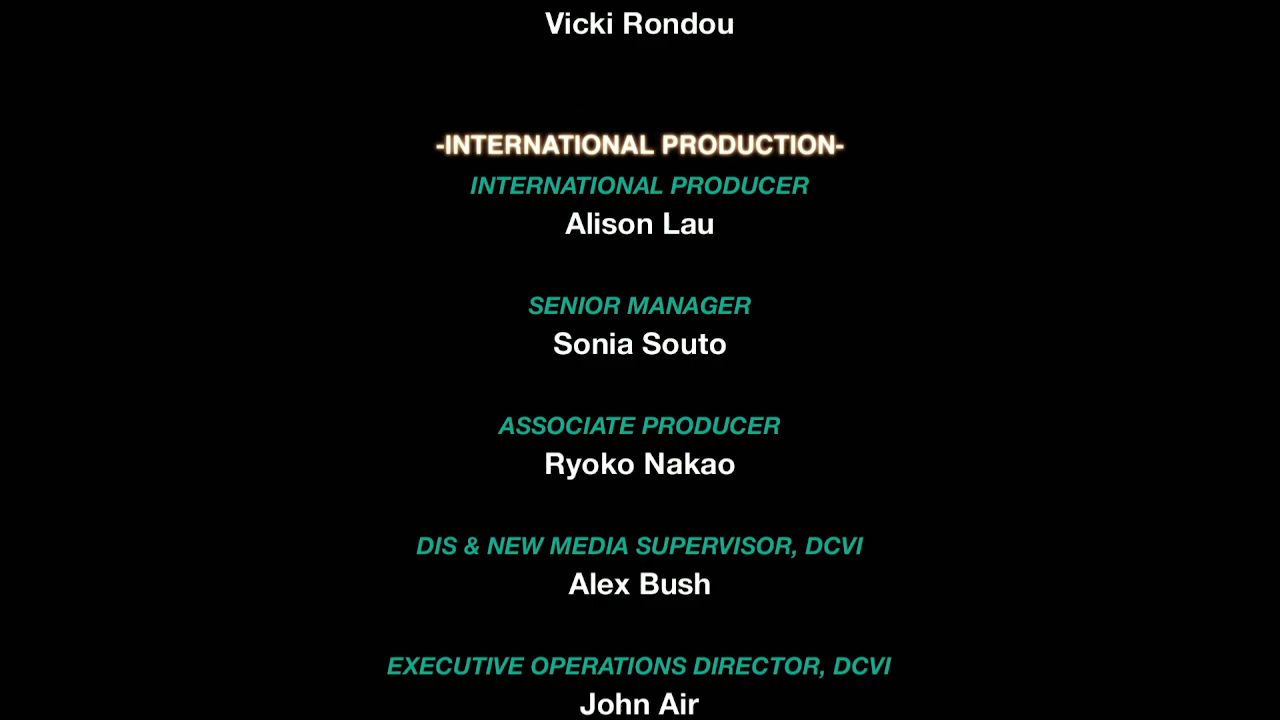 Vicki Rondou
-INTERNATIONAL PRODUCTION-
INTERNATIONAL PRODUCER
Alison Lau
SENIOR MANAGER
Sonia Souto
ASSOCIATE PRODUCER
Ryoko Nakao
DIS & NEW MEDIA SUPERVISOR, DCVI
Alex Bush
EXECUTIVE OPERATIONS DIRECTOR, DCVI
John Air